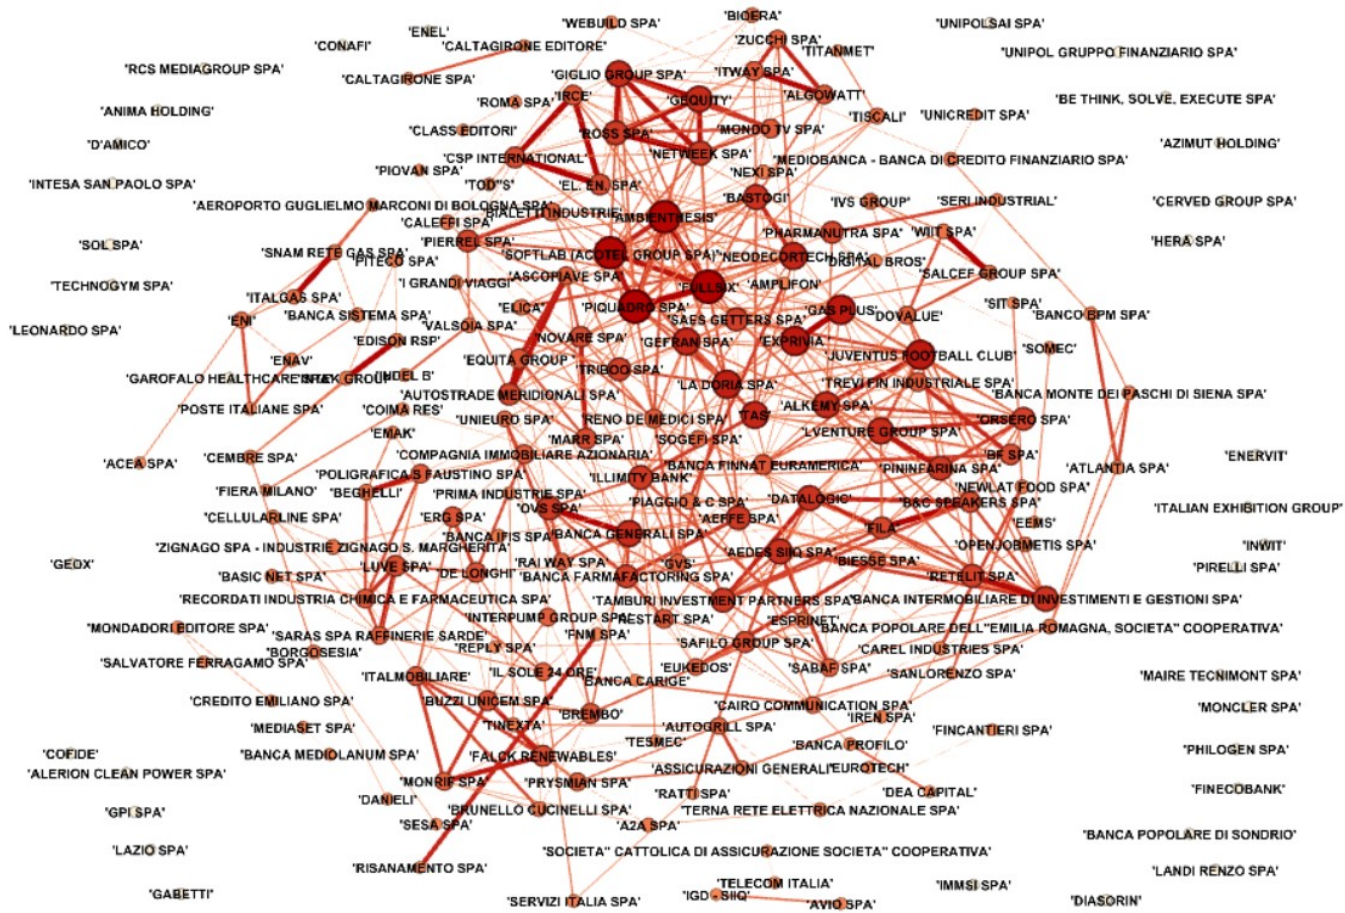 'BIOERA'
'WEBUILD SPA'
'UNIPOLSAI SPA'
'ENEL'
'ZUCCHI SPA'
'CONAFI'
'CALTAGIRONE EDITORE'
'TITANMET'
'UNIPOL GRUPPO FINANZIARIO SPA'
'RCS MEDIAGROUP SPA'
'CALTAGIRONE SPA'
'GIGLIO GROUP SPA'
'ITWAY SPA'
'IRCE'
'GEQUITY'
'ALGOWATT'
'BE THINK, SOLVE, EXECUTE SPA'
'ANIMA HOLDING'
'ROMA SPA'
'TISCALI'
'UNICREDIT SPA'
'CLASS EDITORI'
'ROSS SPA'
'MONDO TV SPA'
D'AMICO'
'AZIMUT HOLDING'
'CSP INTERNATIONAL'
'NETWEEK SPA'
'MEDIOBANCA - BANCA DI CREDITO FINANZIARIO SPA'
'PIOVAN SPA'
'NEXI SPA'
'INTESA SAN PAOLO SPA'
'TOD"S'
'EL. EN. SPA'
'BASTOGI'
'IVS GROUP'
'SERI INDUSTRIAL'
'CERVED GROUP SPA'
'AEROPORTO GUGLIELMO MARCONI DI BOLOGNA SPA'
'BIALETTI INDUSTRIE'
'AMBIENTHESIS'
'CALEFFI SPA'
'PHARMANUTRA SPA'
'WIIT SPA'
'SOL SPA'
'PIERREL SPA'
'HERA SPA'
'SNAM RETE GAS SPA'
'SOFTLAB (ACOTEL GROUP SPA)'
'NEODECORTECH SPA'
'PITECO SPA'
'DIGITAL BROS'
'SALCEF GROUP SPA'
'TECHNOGYM SPA'
'I GRANDI VIAGGI'
'ASCOPIAVE SPA'
'FULLSIX'
'AMPLIFON'
'ITALGAS SPA'
'ELICA'
'PIQUADRO SPA'
'GAS PLUS'
'SIT SPA'
'ENI'
'BANCA SISTEMA SPA'
'SAES GETTERS SPA'
'DOVALUE'
'BANCO BPM SPA'
'LEONARDO SPA'
'VALSOIA SPA'
'EDISON RSP'
'NOVARE SPA'
'GEFRAN SPA'
'EXPRIVIA'
'SOMEC'
'ENAV'
'EQUITA GROUP'
'JUVENTUS FOOTBALL CLUB'
'TRIBOO SPA'
'LA DORIA SPA'
'TREVI FIN INDUSTRIALE SPA'
'AUTOSTRADE MERIDIONALI SPA'
'BANCA MONTE DEI PASCHI DI SIENA SPA'
'POSTE ITALIANE SPA'
'COIMA RES'
'ALKEMY SPA'
'UNIEURO SPA'
'RENO DE MEDICI SPA'
'TAS'
'ORSERO SPA'
'EMAK'
'LVENTURE GROUP SPA'
'MARR SPA'
'SOGEFI SPA'
'CEMBRE SPA'
'COMPAGNIA IMMOBILIARE AZIONARIA'
'BF SPA'
'ENERVIT'
'ACEA SPA'
'BANCA FINNAT EURAMERICA'
'PININFARINA SPA'
'ATLANTIA SPA'
'POLIGRAFICA S FAUSTINO SPA'
'ILLIMITY BANK'
'NEWLAT FOOD SPA'
'FIERA MILANO'
'BEGHELLI'
'PRIMA INDUSTRIE SPA'
'PIAGGIO & C SPA'
'DATALOGIC'
'B&C SPEAKERS SPA'
'ITALIAN EXHIBITION GROUP'
'OVS SPA'
'CELLULARLINE SPA'
'ERG SPA'
'AEFFE SPA'
'FILA'
'EEMS'
'BANCA IFIS SPA'
'BANCA GENERALI SPA'
'ZIGNAGO SPA - INDUSTRIE ZIGNAGO S. MARGHERITA'
'OPENJOBMETIS SPA'
'INWIT'
'AEDES SIIQ SPA'
'GEOX'
'LUVE SPA'
'RAI WAY SPA'
'GVS'
'BIESSE SPA'
'PIRELLI SPA'
'BASIC NET SPA'
'DE LONGHI'
'BANCA FARMAFACTORING SPA'
'RETELIT SPA'
'RECORDATI INDUSTRIA CHIMICA E FARMACEUTICA SPA'
'TAMBURI INVESTMENT PARTNERS SPA'
'BANCA INTERMOBILIARE DI INVESTIMENTI E GESTIONI SPA'
'INTERPUMP GROUP SPA'
'RESTART SPA'
'ESPRINET'
'MONDADORI EDITORE SPA'
'BANCA POPOLARE DELL"EMILIA ROMAGNA, SOCIETA" COOPERATIVA'
'SARAS SPA RAFFINERIE SARDE'
'FNM SPA'
'BORGOSESIA'
'REPLY SPA'
'SAFILO GROUP SPA'
'CAREL INDUSTRIES SPA'
'SALVATORE FERRAGAMO SPA'
'EUKEDOS'
'SABAF SPA'
'SANLORENZO SPA'
'ITALMOBILIARE'
'IL SOLE 24 ORE'
'BANCA CARIGE'
'MAIRE TECNIMONT SPA'
'CREDITO EMILIANO SPA'
'BUZZI UNICEM SPA'
'CAIRO COMMUNICATION SPA'
'MONCLER SPA'
'BREMBO'
'IREN SPA'
'MEDIASET SPA'
'TINEXTA'
'AUTOGRILL SPA'
'FINCANTIERI SPA'
'TESMEC'
'BANCA PROFILO'
'COFIDE'
'BANCA MEDIOLANUM SPA'
'FALCK RENEWABLES'
'PHILOGEN SPA'
'ALERION CLEAN POWER SPA'
'ASSICURAZIONI GENERALI'
'EUROTECH'
'MONRIF SPA'
'PRYSMIAN SPA'
'FINECOBANK'
'DANIELI'
'RATTI SPA'
'DEA CAPITAL'
'GPI SPA'
'BRUNELLO CUCINELLI SPA'
'TERNA RETE ELETTRICA NAZIONALE SPA'
'SESA SPA'
'A2A SPA'
'BANCA POPOLARE DI SONDRIO'
'LAZIO SPA'
'SOCIETA" CATTOLICA DI ASSICURAZIONE SOCIETA" COOPERATIVA'
'RISANAMENTO SPA'
'LANDI RENZO SPA'
'TELECOM ITALIA'
'IMMSI SPA'
'GABETTI'
'IGD - SIIQ'
'SERVIZI ITALIA SPA'
'AVIO SPA'
'DIASORIN'
'GAROFALO HEALTHCARE